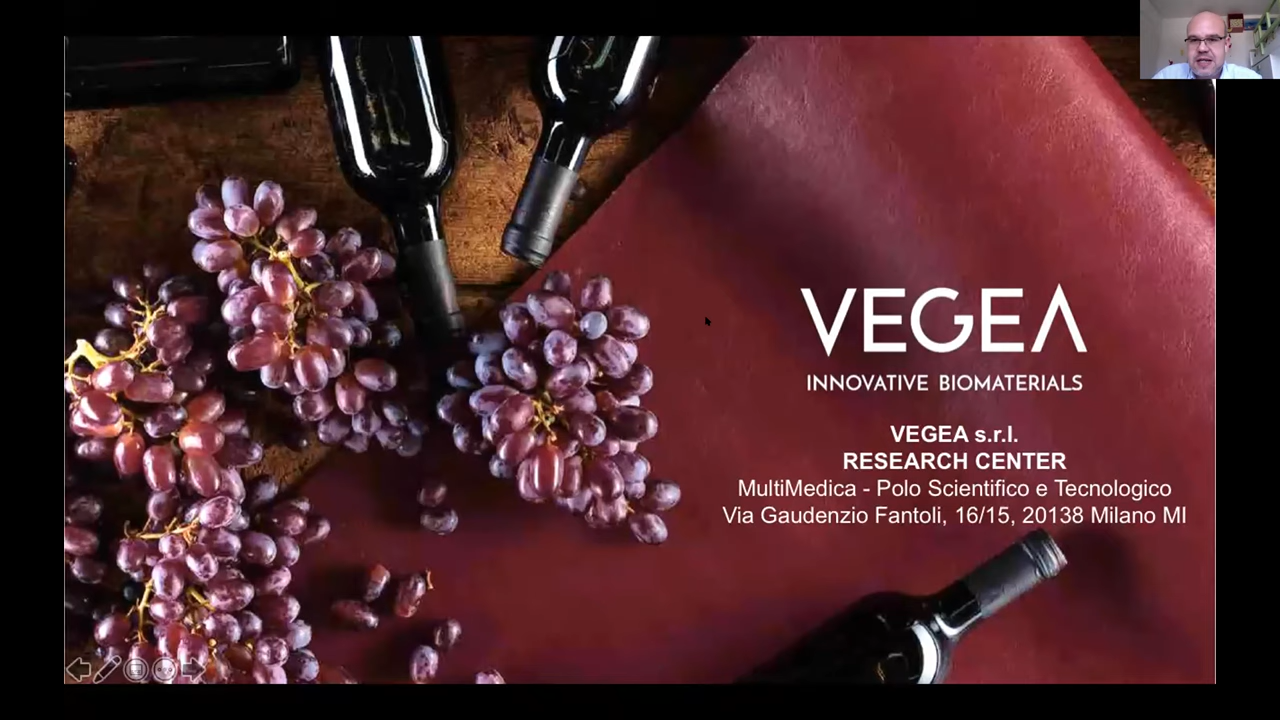 VEGEA
INNOVATIVE BIOMATERIALS
VEGEA s.r.l.
RESEARCH CENTER
MultiMedica - Polo Scientifico e Tecnologico
Via Gaudenzio Fantoli, 16/15, 20138 Milano MI